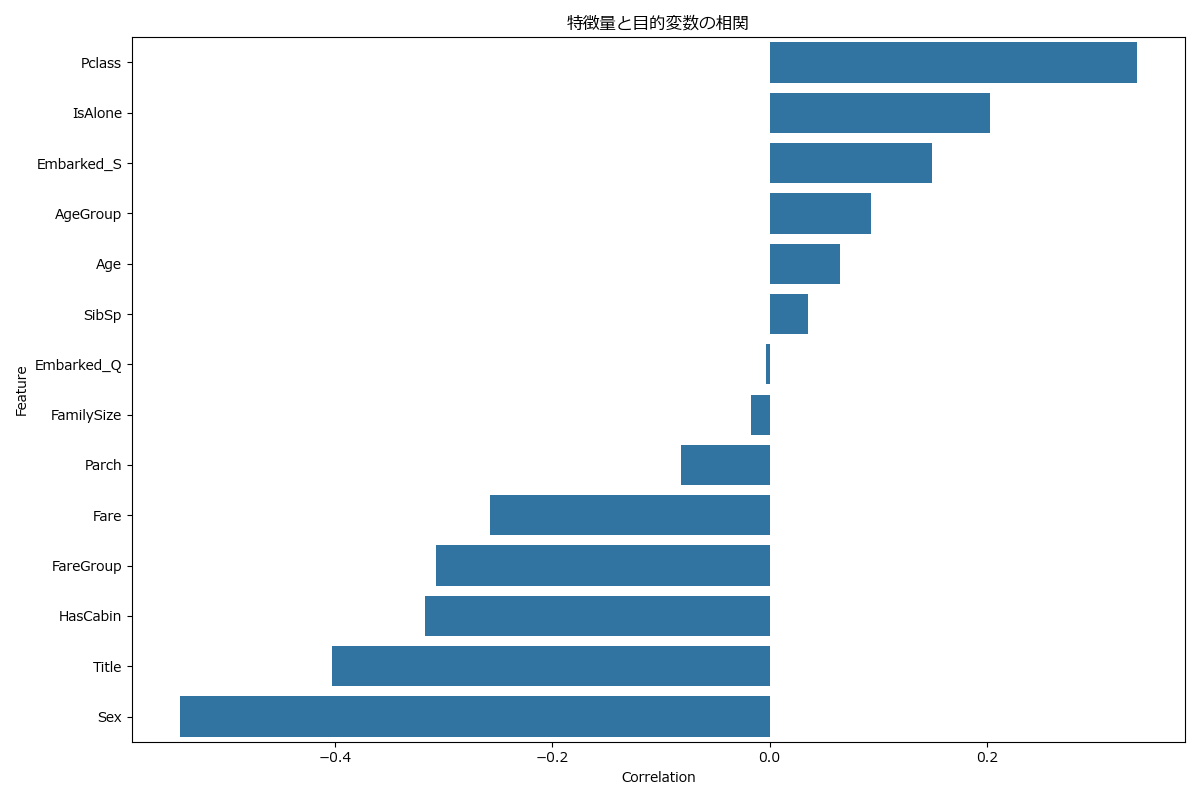 特徴量と目的変数の相関
Pclass
IsAlone
Embarked_S
AgeGroup
Age
SibSp
Embarked_Q
FamilySize
Parch
Fare
FareGroup
HasCabin
Title
Sex
Feature
−0.4
−0.2
0.0
0.2
Correlation